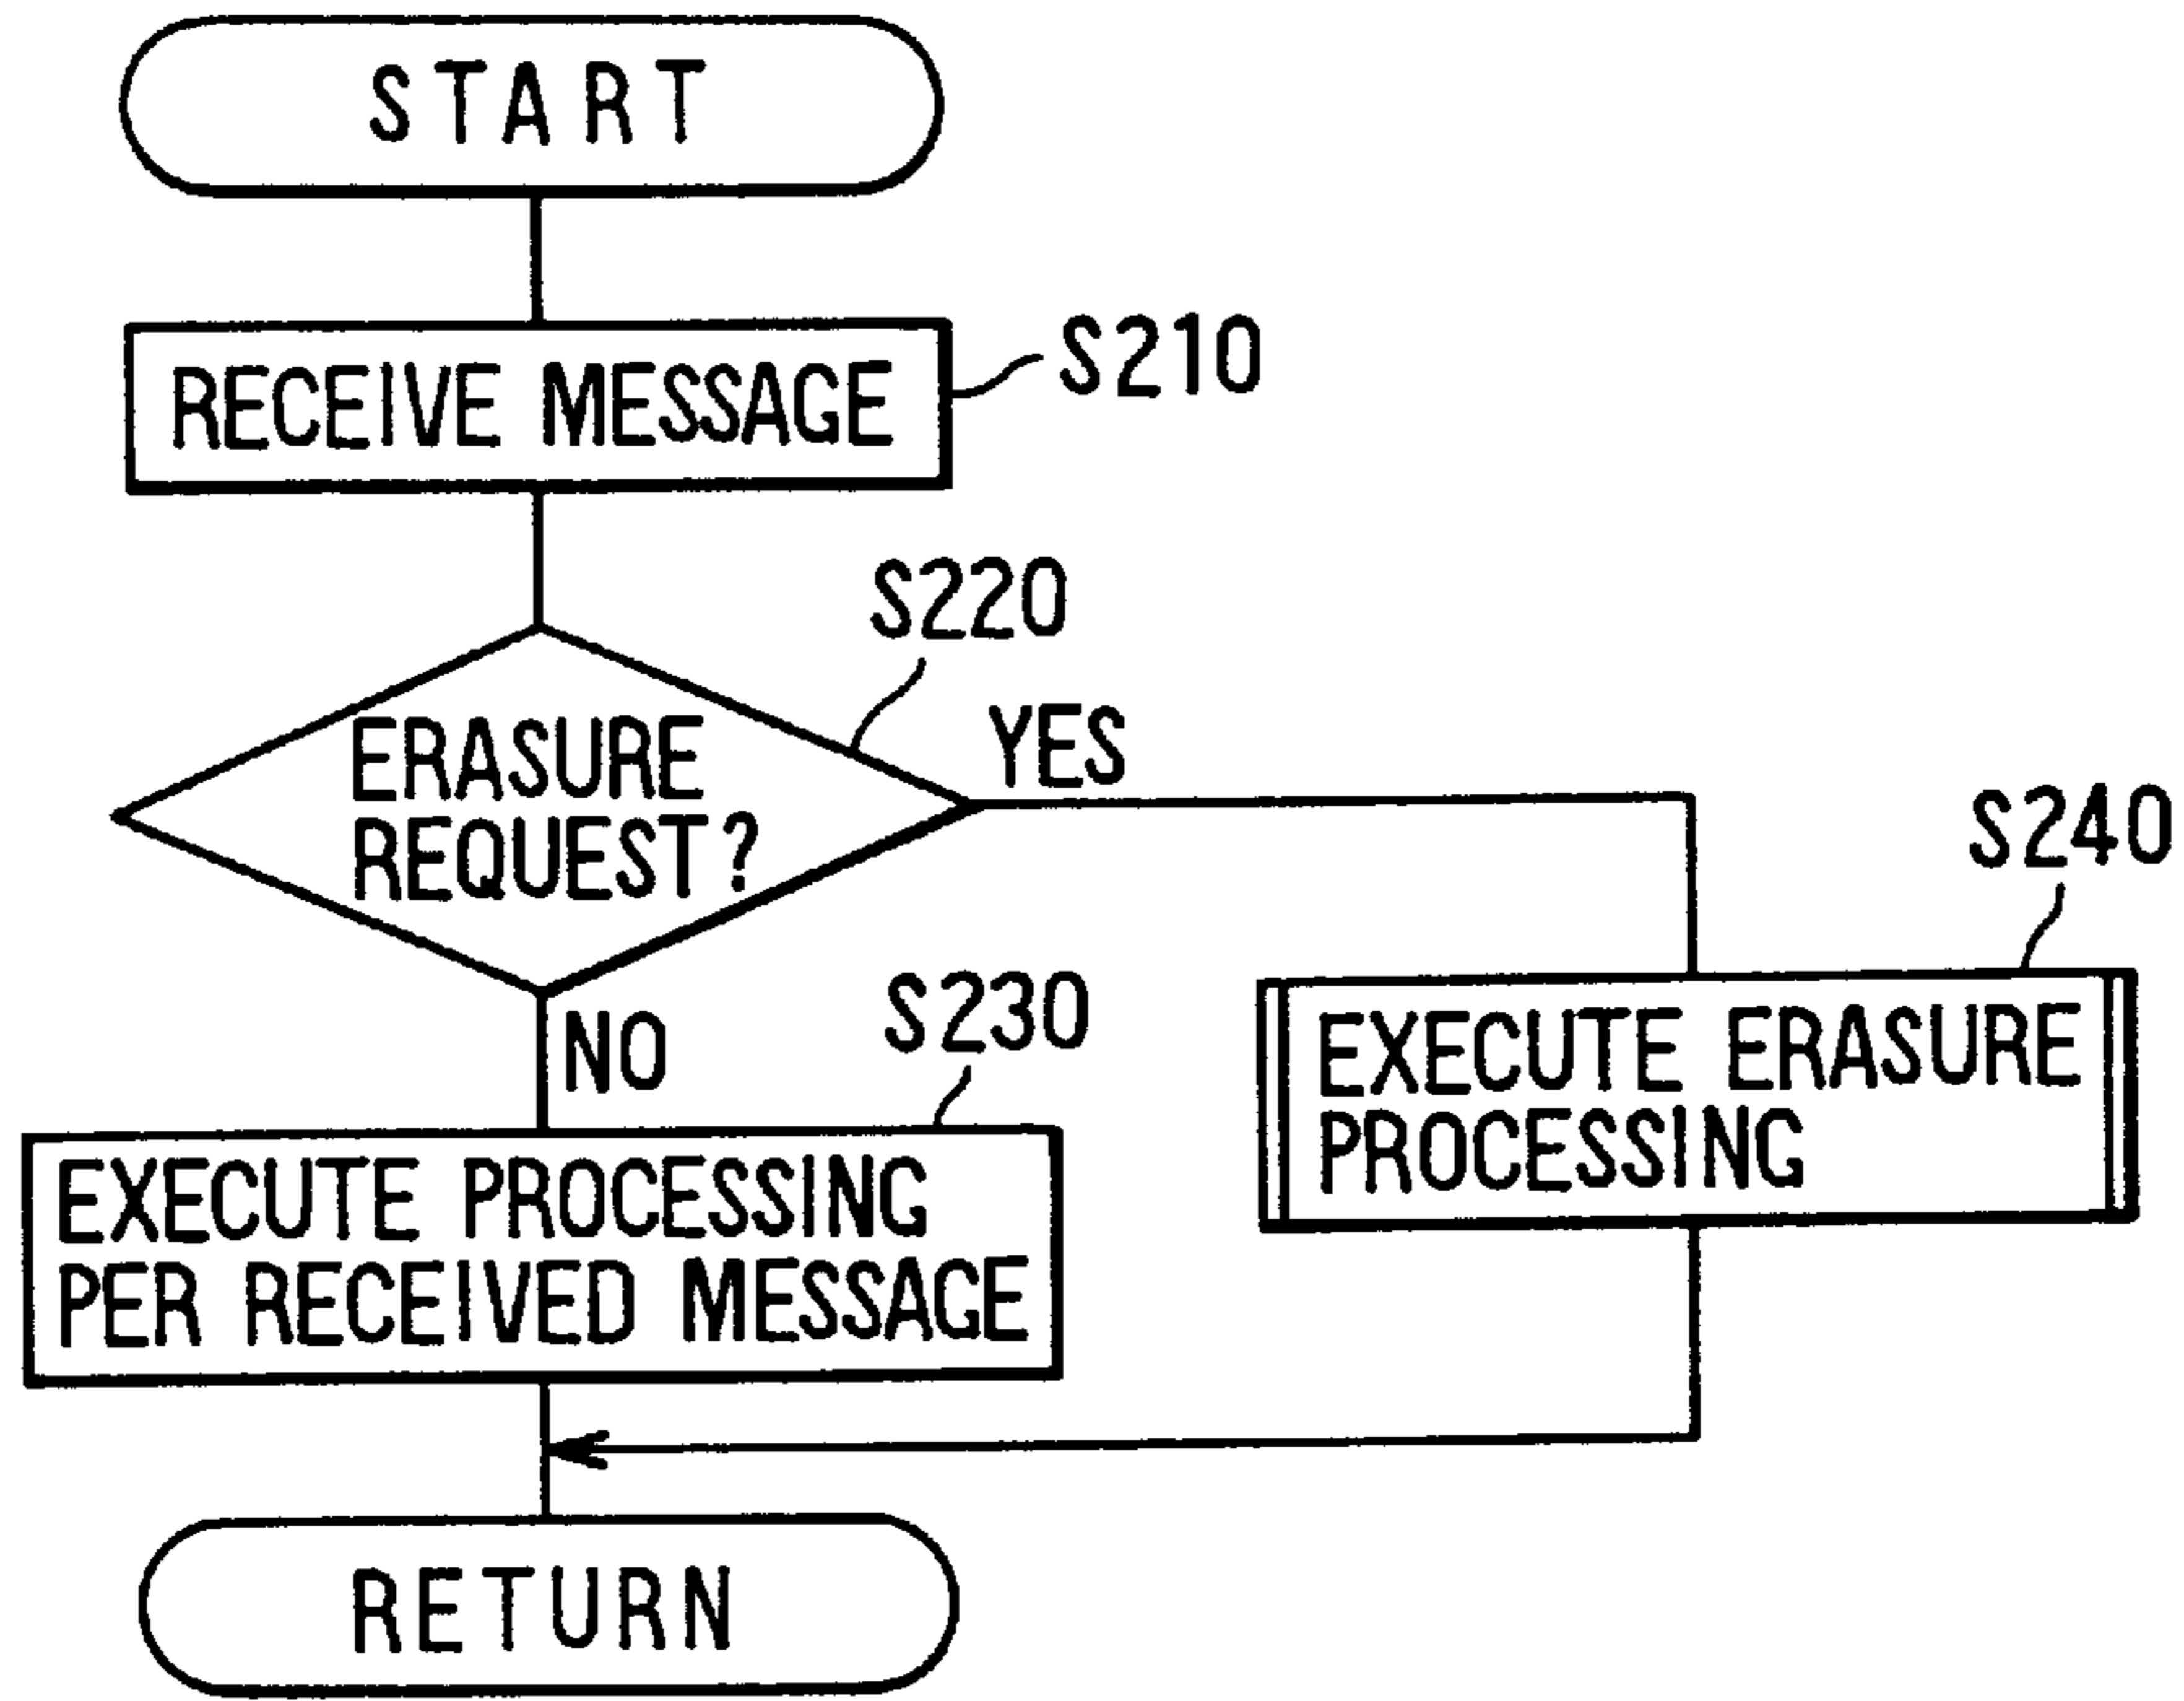 START
RECEIVE MESSAGE
S210
S220
ERASURE
REQUEST?
YES
NO
S230
S240
EXECUTE ERASURE
PROCESSING
EXECUTE PROCESSING
PER RECEIVED MESSAGE
RETURN